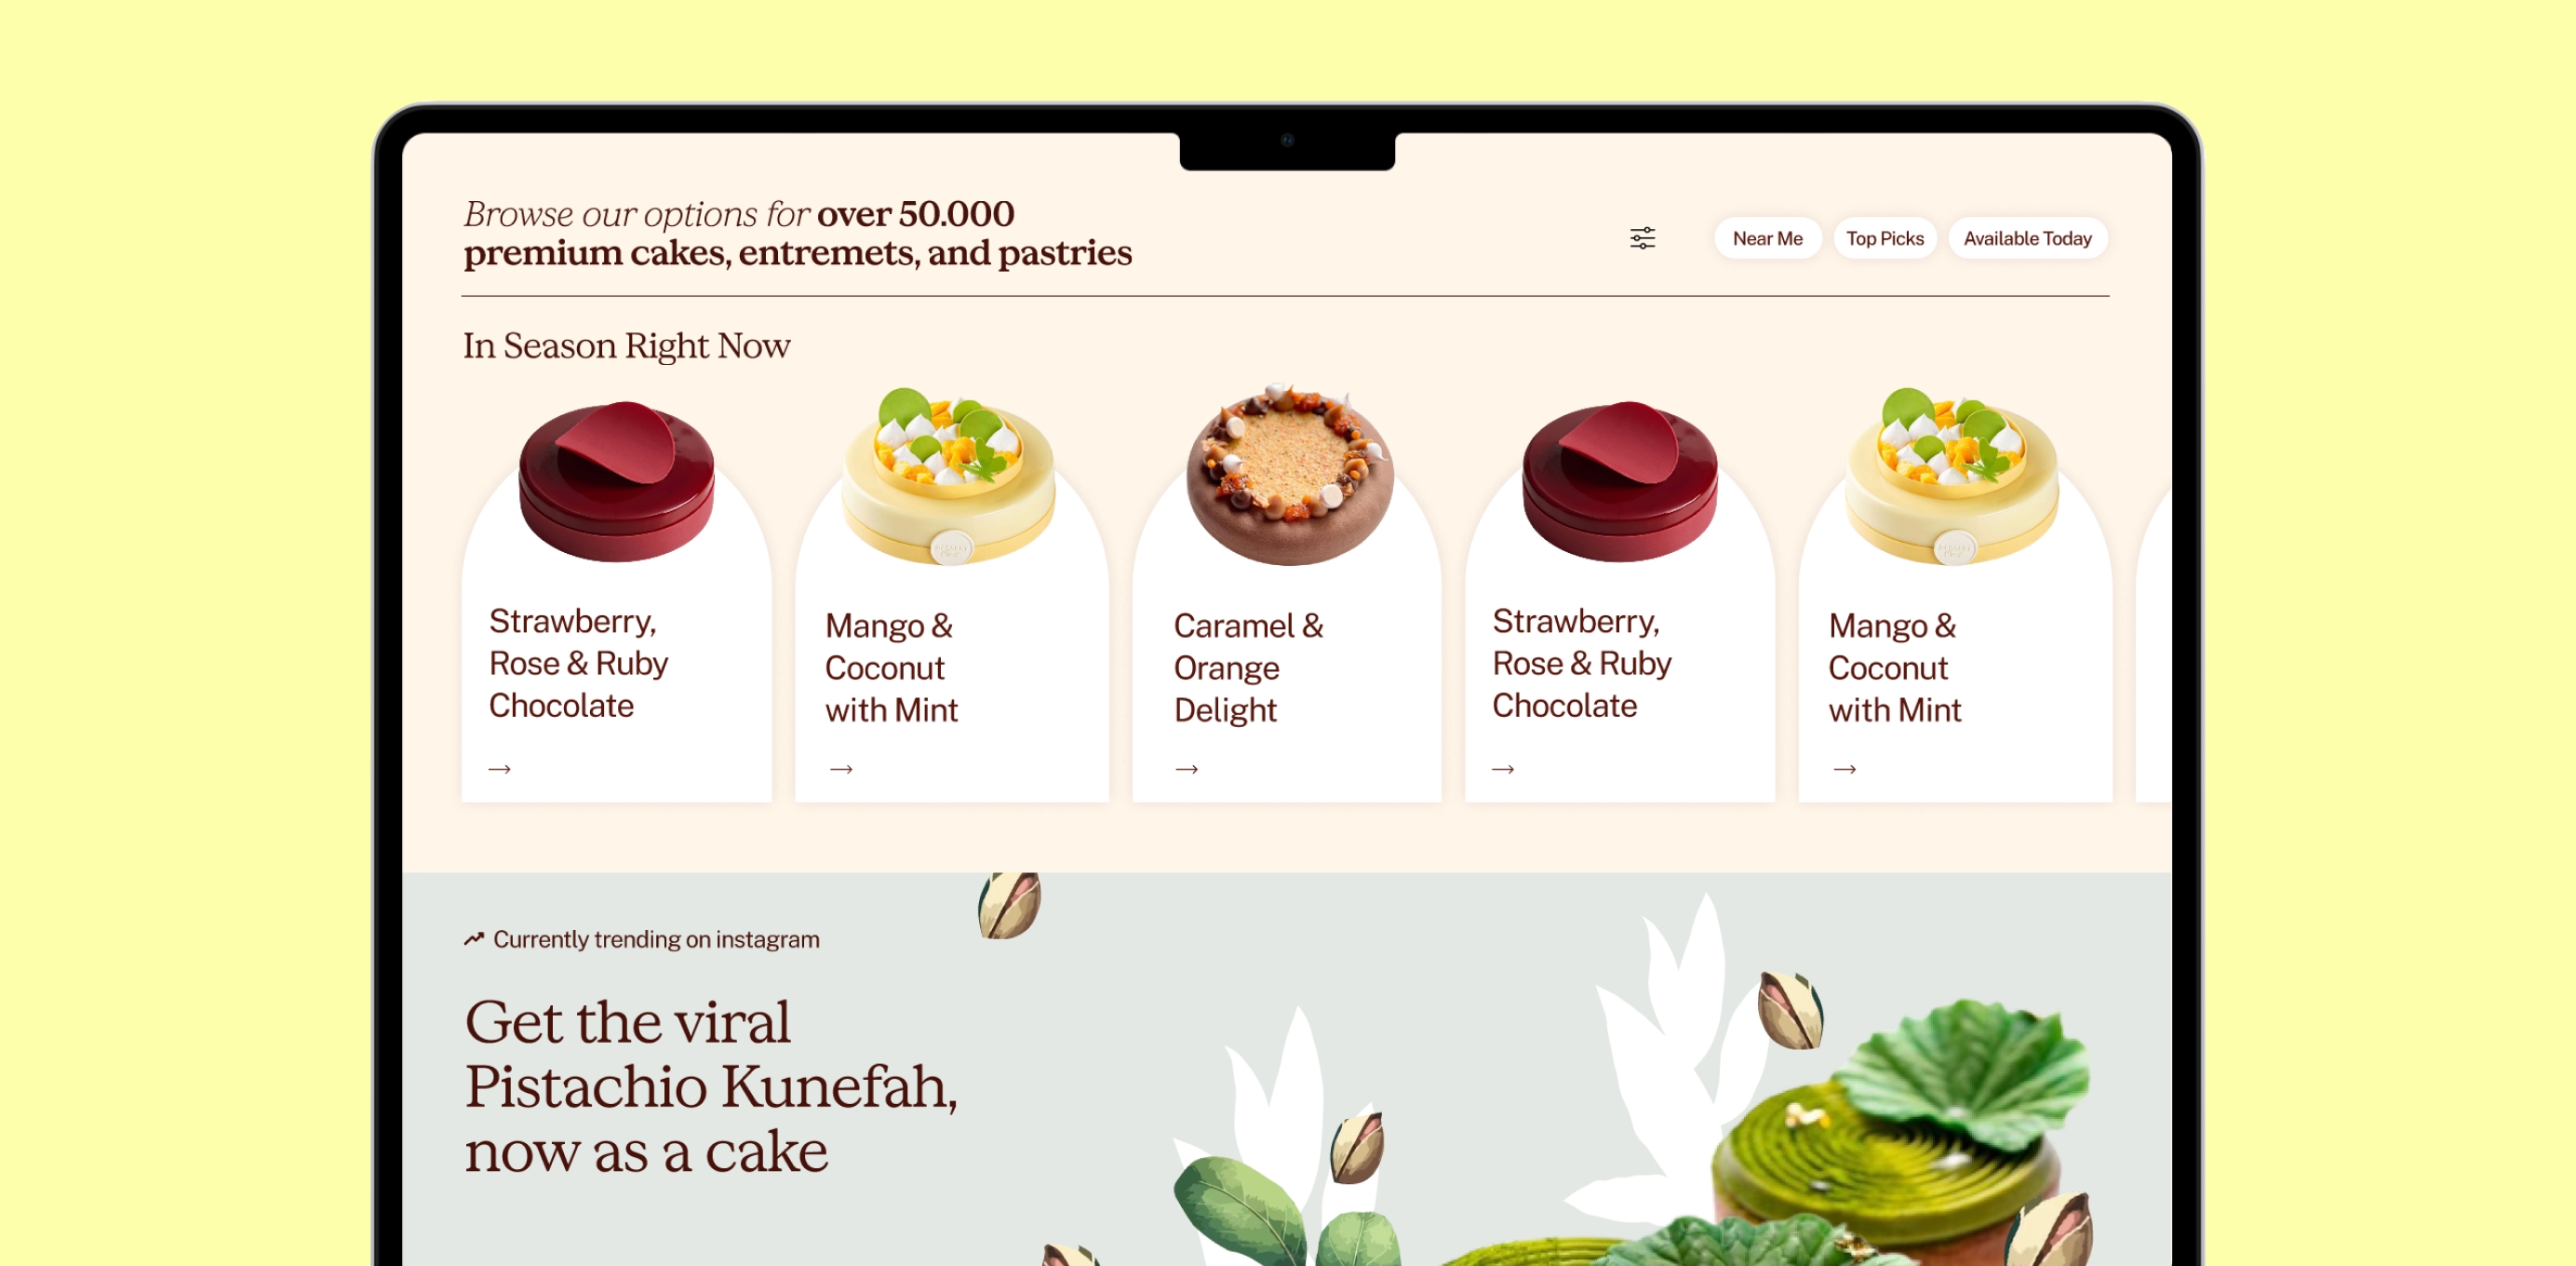 Browse our options for over 50.000
premium cakes, entremets, and pastries
Near Me
Top Picks
Available Today
In Season Right Now
Strawberry,
Rose & Ruby
Chocolate
Mango &
Coconut
with Mint
Caramel &
Orange
Delight
Strawberry,
Rose & Ruby
Chocolate
Mango &
Coconut
with Mint
Currently trending on instagram
Get the viral
Pistachio Kunefah,
now as a cake